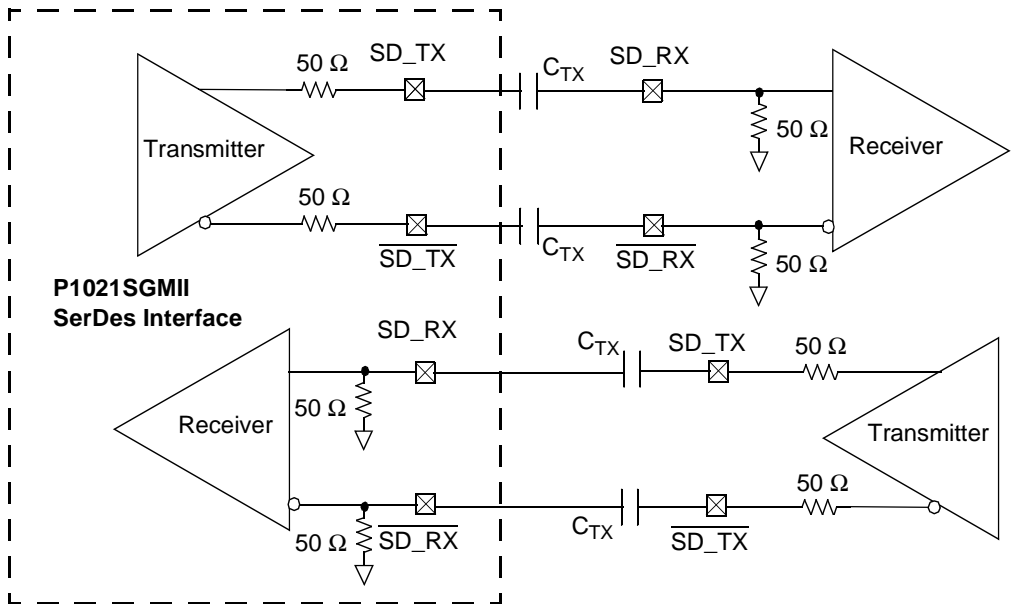 50 Ω
SD_TX
C_TX
SD_RX
50 Ω
Transmitter
Receiver
50 Ω
SD_TX
C_TX
SD_RX
50 Ω
P1021SGMII
SerDes Interface
SD_RX
C_TX
SD_TX
50 Ω
50 Ω
Receiver
Transmitter
50 Ω
50 Ω
SD_RX
C_TX
SD_TX